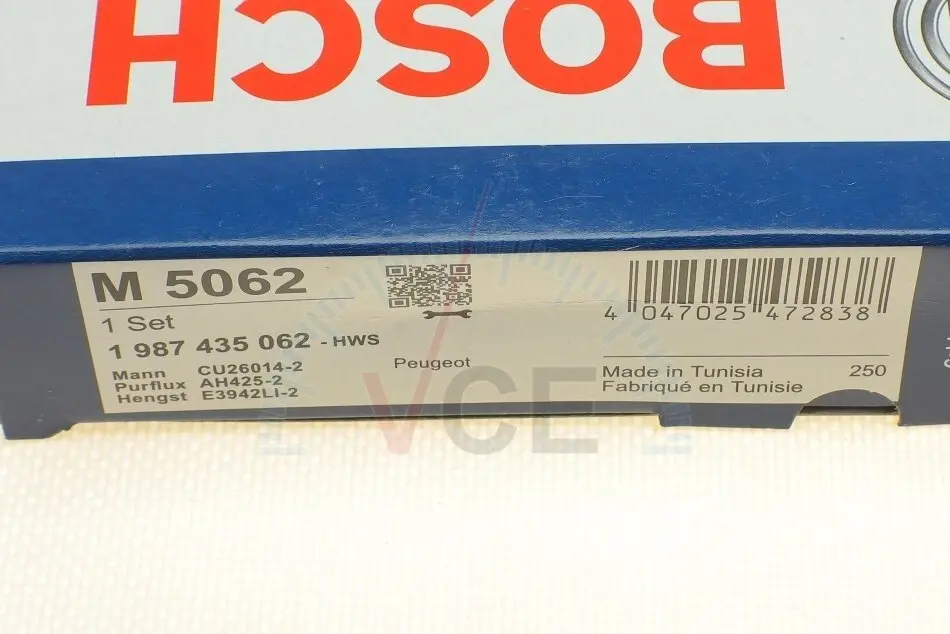 BOSCH
M 5062
1 Set
1 987 435 062 - HWS
Mann CU26014-2
Purflux AH425-2
Hengst E3942LI-2
Peugeot
4 047025 472838
Made in Tunisia 250
Fabriqué en Tunisie
VCE